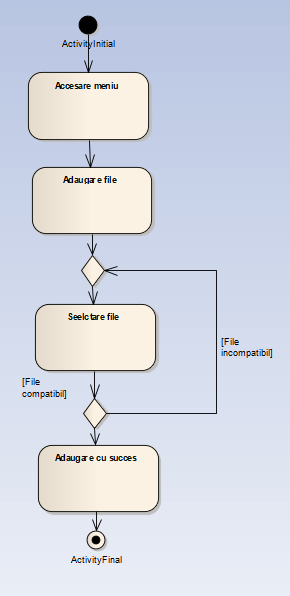 ActivityInitial
Accesare meniu
Adaugare file
Seelctare file
[File
incompatibil]
[File
compatibil]
Adaugare cu succes
ActivityFinal